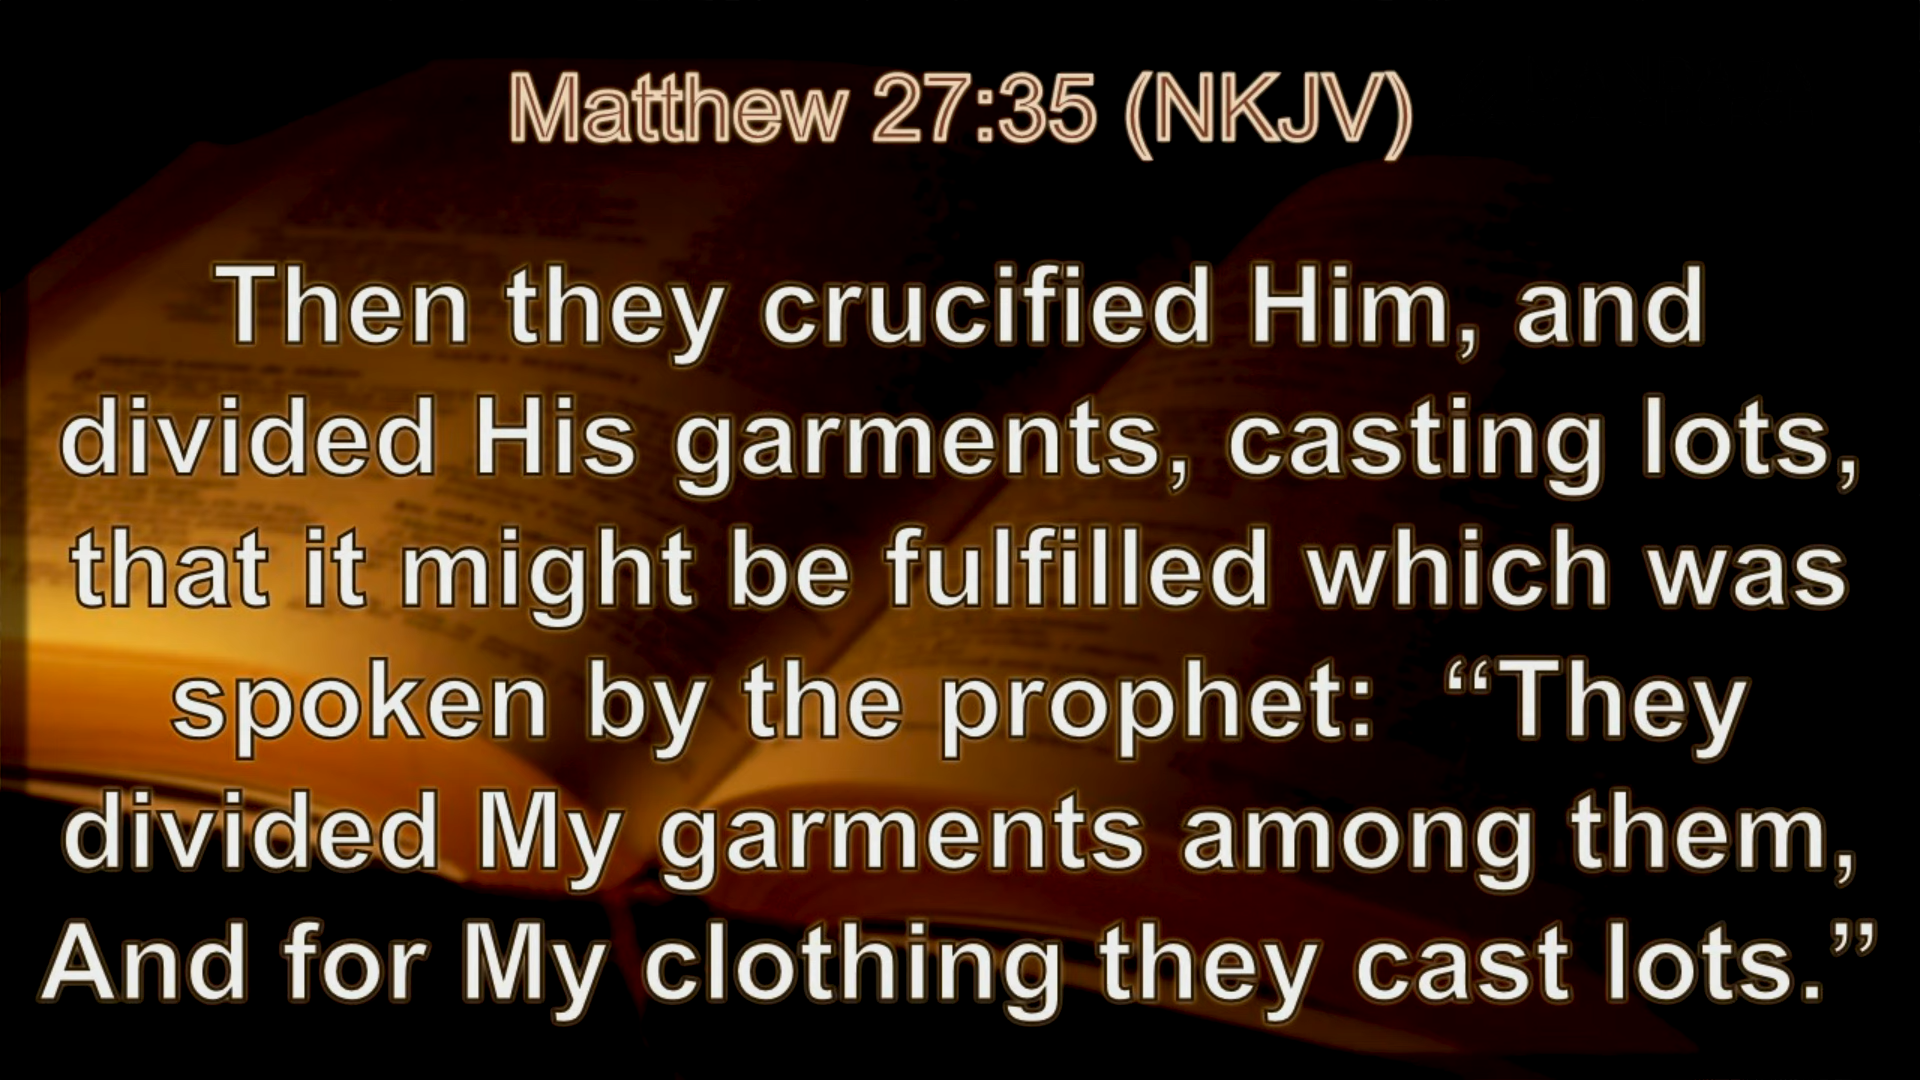 Matthew 27:35 (NKJV)
Then they crucified Him, and
divided His garments, casting lots,
that it might be fulfilled which was
spoken by the prophet:  “They
divided My garments among them,
And for My clothing they cast lots.”